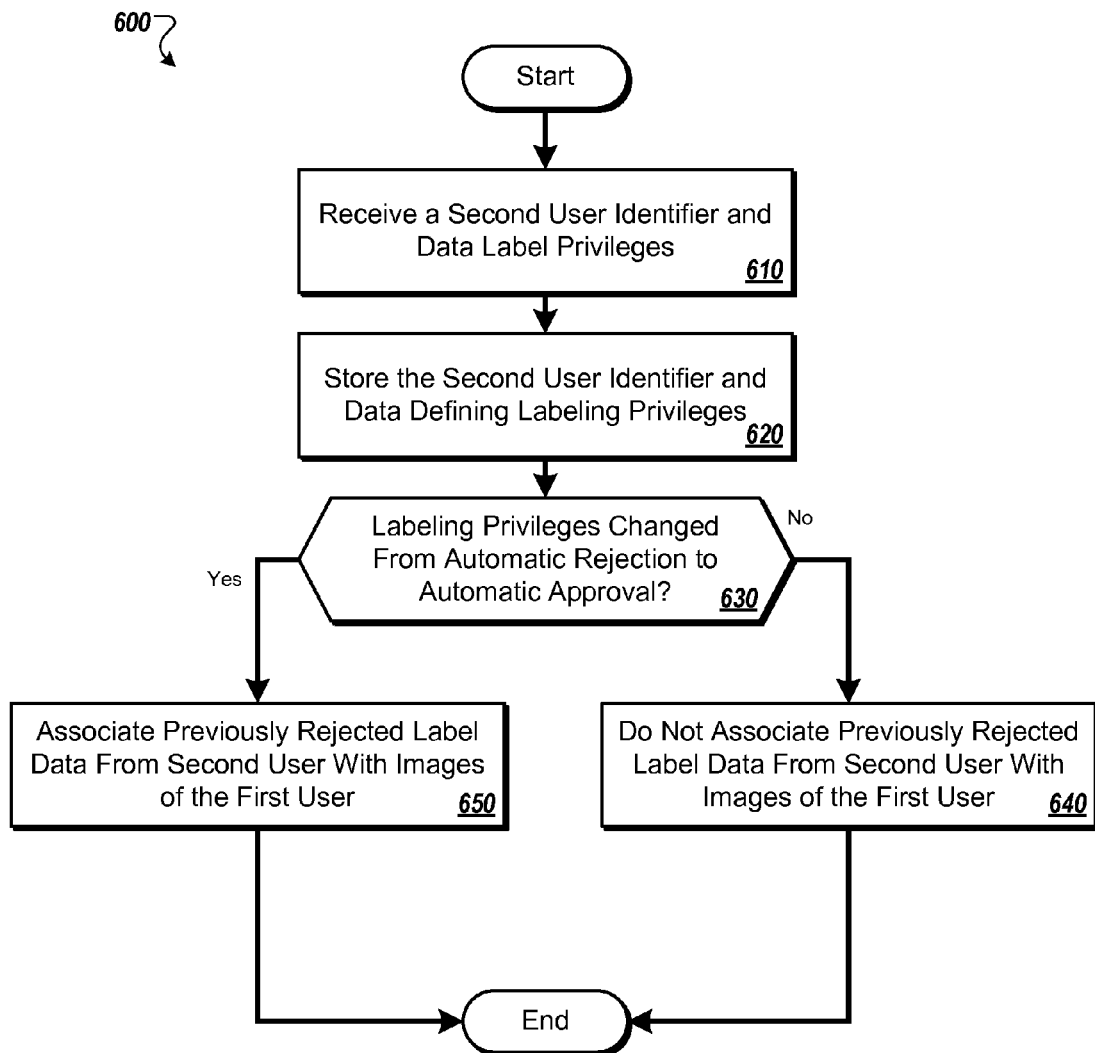 600
Start
Receive a Second User Identifier and
Data Label Privileges
610
Store the Second User Identifier and
Data Defining Labeling Privileges
620
Labeling Privileges Changed
From Automatic Rejection to
Automatic Approval?
630
No
Yes
Associate Previously Rejected Label
Data From Second User With Images
of the First User
650
Do Not Associate Previously Rejected
Label Data From Second User With
Images of the First User
640
End